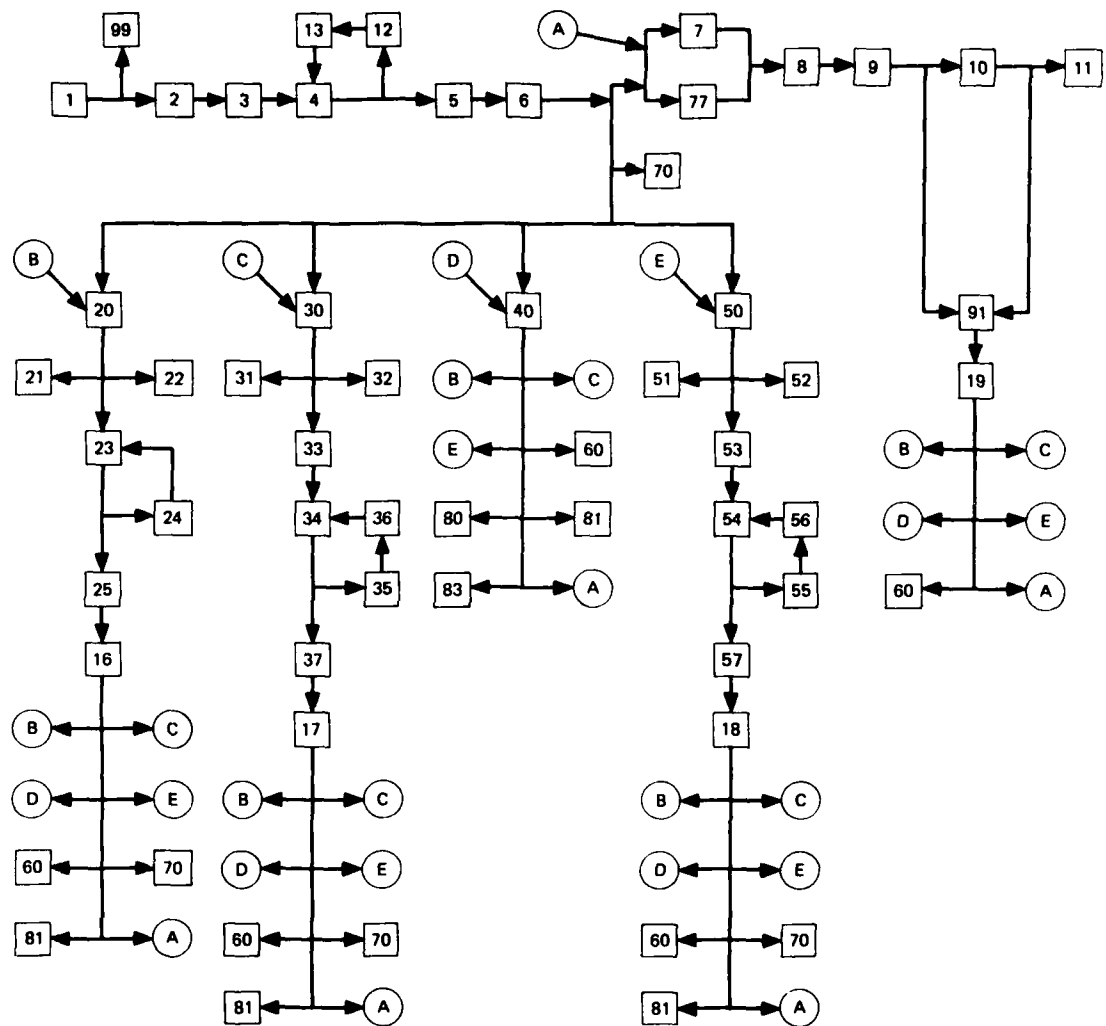 99 13 12 A 7
1 2 3 4 5 6 77 8 9 10 11
70
B C D E
20 30 40 50 91
21 22 31 32 B C 51 52 19
23 33 E 60 53 B C
24 34 36 80 81 54 56 D E
25 35 83 A 55 60 A
16 37 57
B C 17 18
D E B C B C
60 70 D E D E
81 A 60 70 60 70
81 A 81 A